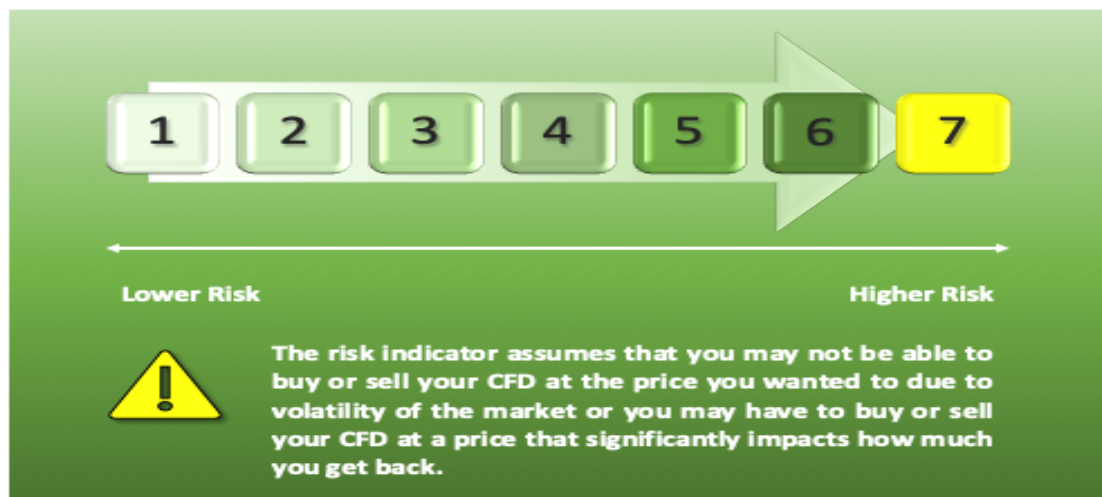 1 2 3 4 5 6 7
Lower Risk Higher Risk
!
The risk indicator assumes that you may not be able to
buy or sell your CFD at the price you wanted to due to
volatility of the market or you may have to buy or sell
your CFD at a price that significantly impacts how much
you get back.